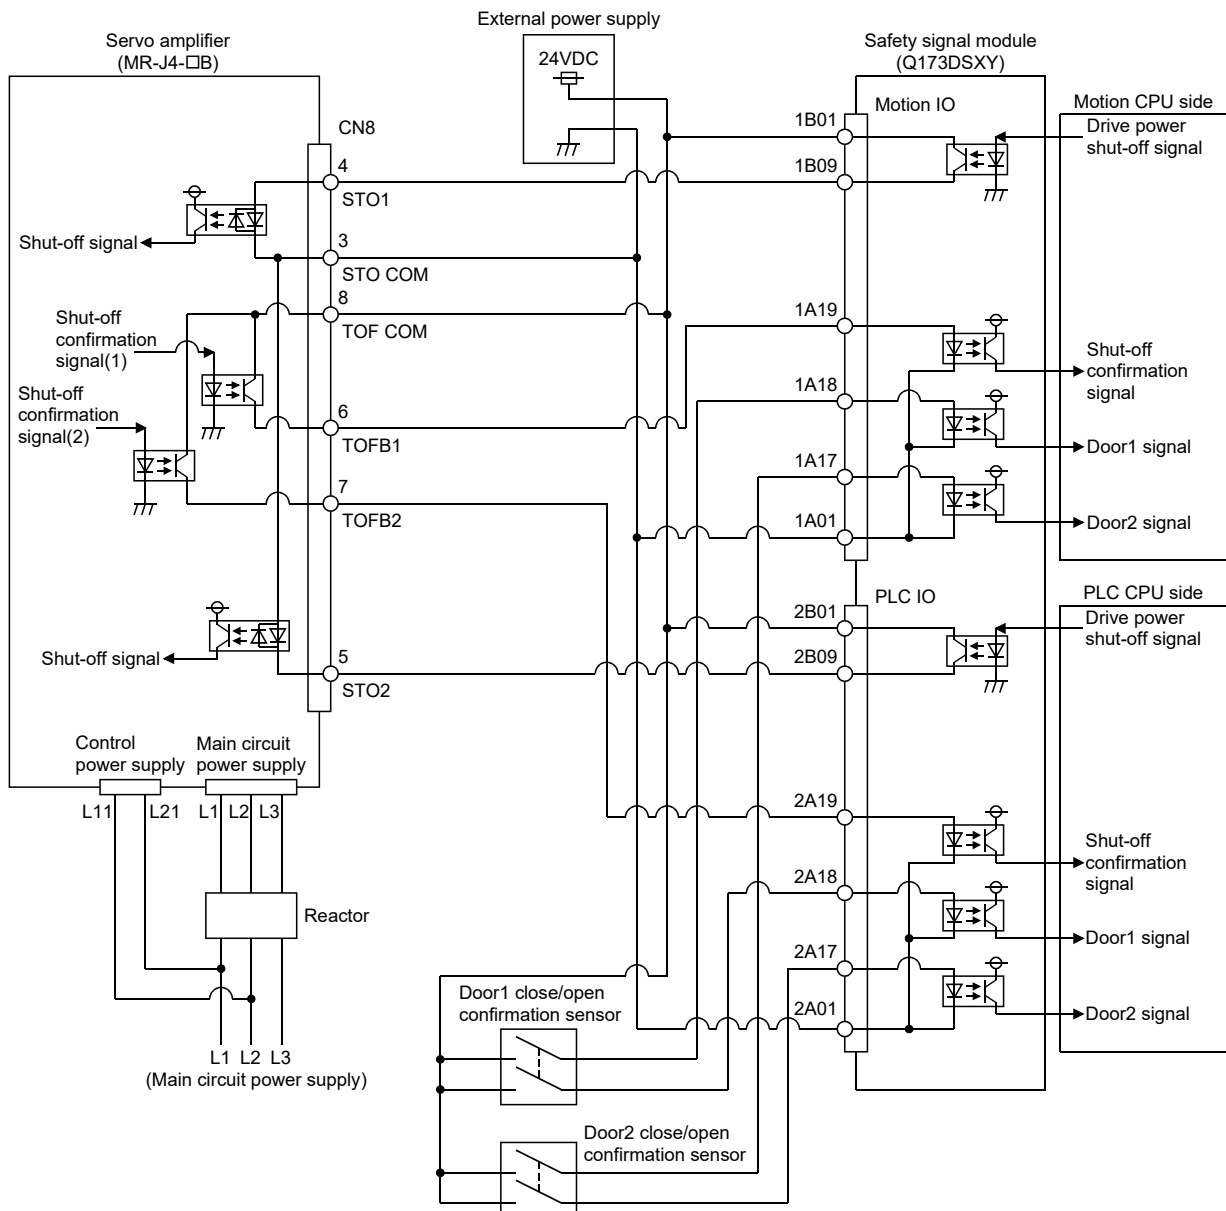 External power supply
24VDC
Servo amplifier
(MR-J4-□B)
CN8
4
STO1
Shut-off signal
3
STO COM
8
TOF COM
Shut-off
confirmation
signal(1)
Shut-off
confirmation
signal(2)
6
TOFB1
7
TOFB2
Shut-off signal
5
STO2
Control
power supply
Main circuit
power supply
L11
L21
L1
L2
L3
Reactor
L1
L2
L3
(Main circuit power supply)
Door1 close/open
confirmation sensor
Door2 close/open
confirmation sensor
Safety signal module
(Q173DSXY)
Motion IO
Motion CPU side
1B01
Drive power
shut-off signal
1B09
1A19
Shut-off
confirmation
signal
1A18
Door1 signal
1A17
Door2 signal
1A01
PLC IO
PLC CPU side
2B01
Drive power
shut-off signal
2B09
2A19
Shut-off
confirmation
signal
2A18
Door1 signal
2A17
Door2 signal
2A01